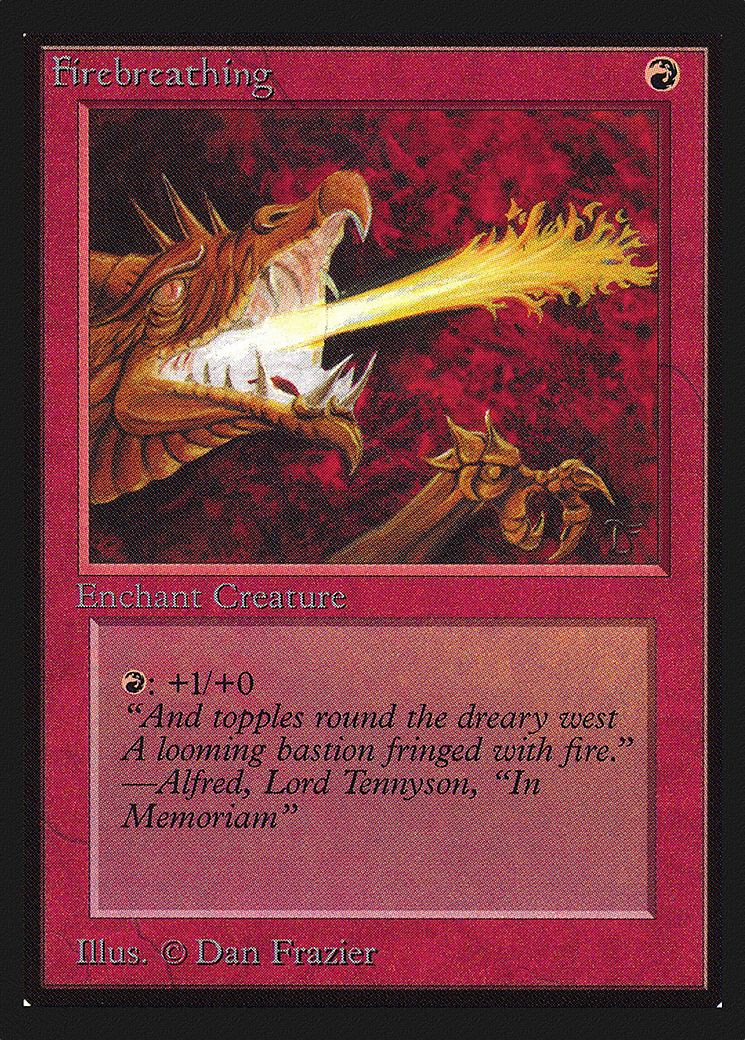 Firebreathing
Enchant Creature
: +1/+0
“And topples round the dreary west
A looming bastion fringed with fire.”
—Alfred, Lord Tennyson, “In
Memoriam”
DF
Illus. © Dan Frazier